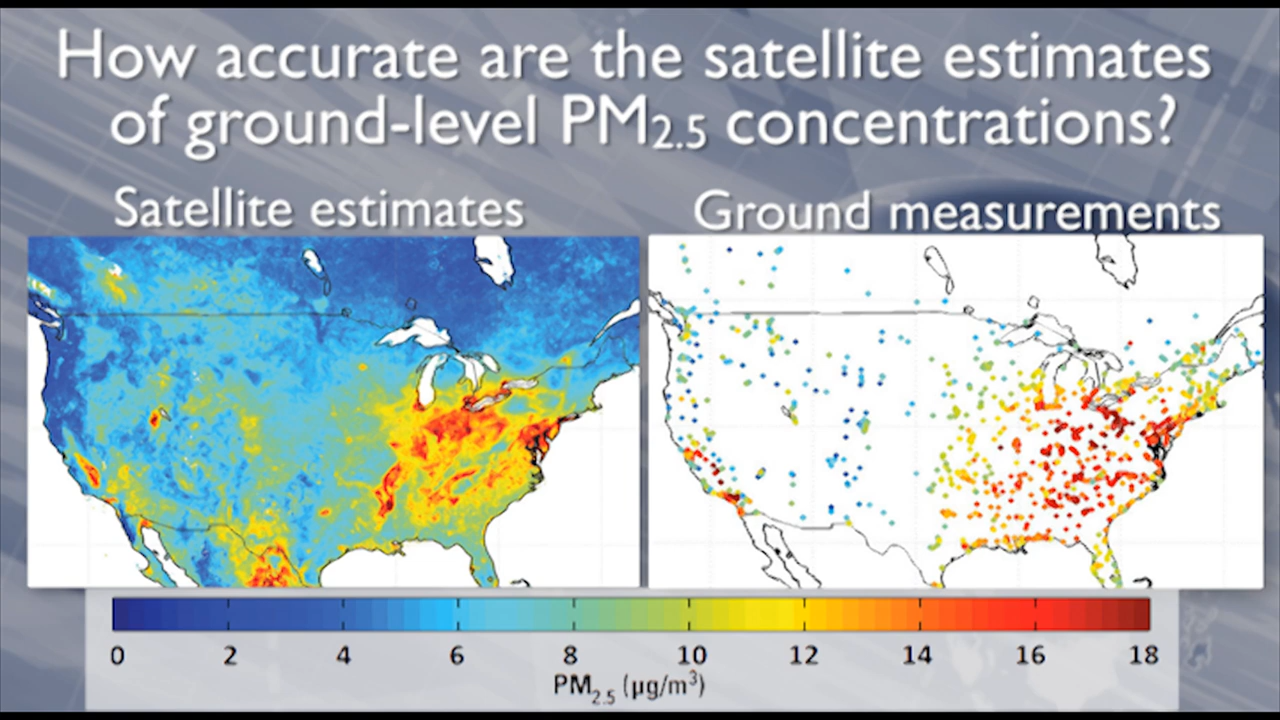 How accurate are the satellite estimates
of ground-level PM2.5 concentrations?
Satellite estimates
Ground measurements
0 2 4 6 8 10 12 14 16 18
PM2.5 (µg/m³)